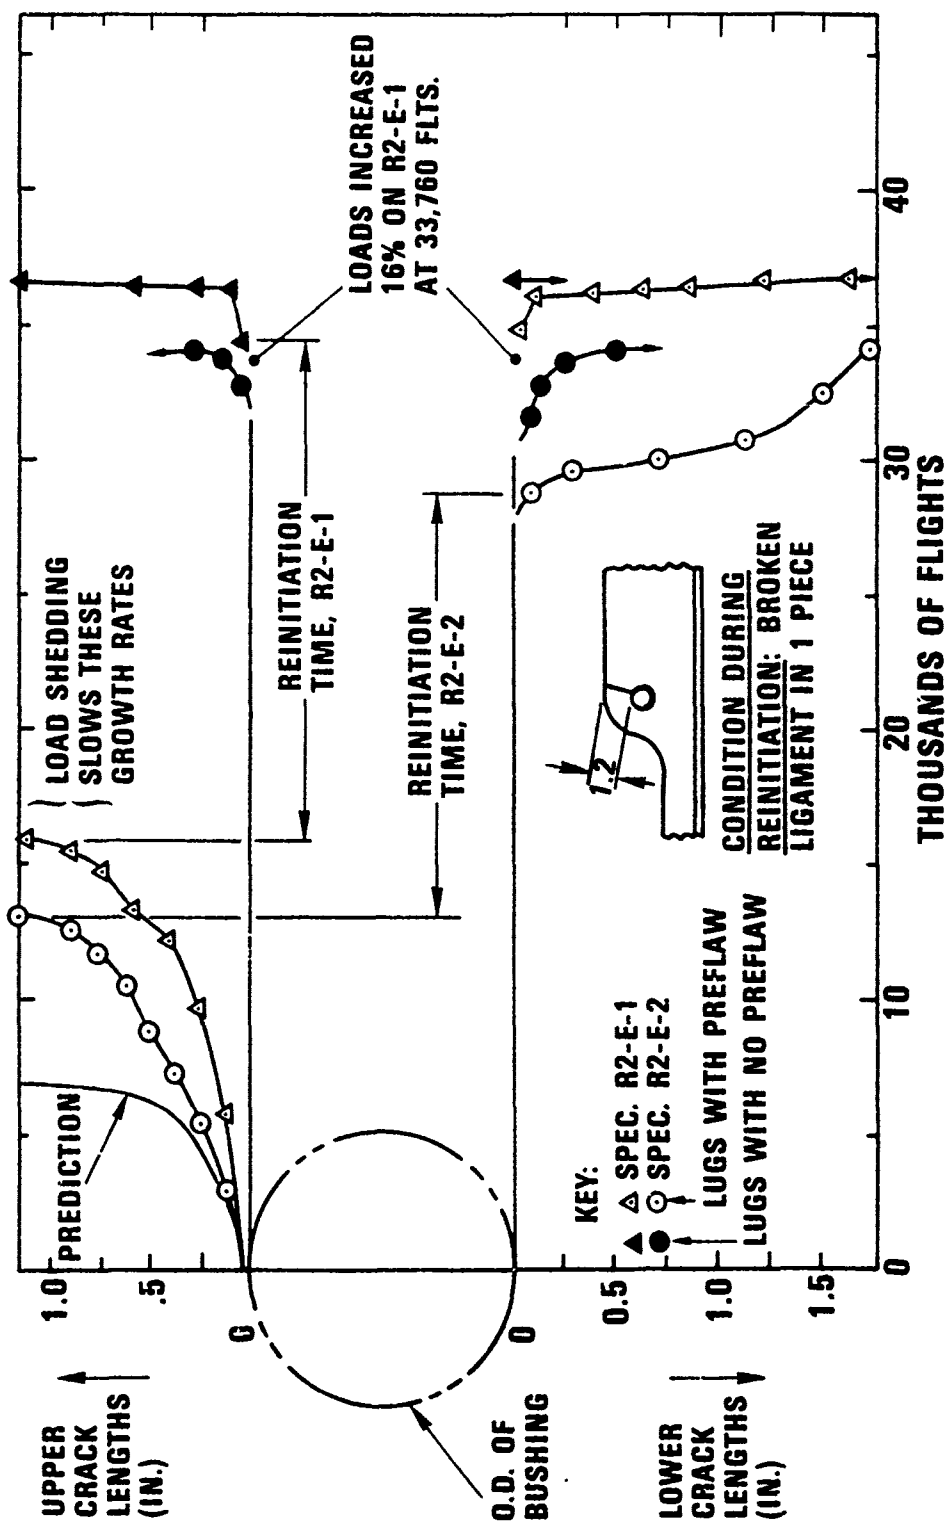 UPPER
CRACK
LENGTHS
(IN.)
1.0
.5
0
PREDICTION
LOAD SHEDDING
SLOWS THESE
GROWTH RATES
REINITIATION
TIME, R2-E-1
LOADS INCREASED
16% ON R2-E-1
AT 33,760 FLTS.
REINITIATION
TIME, R2-E-2
O.D. OF
BUSHING
LOWER
CRACK
LENGTHS
(IN.)
0
0.5
1.0
1.5
KEY:
SPEC. R2-E-1
SPEC. R2-E-2
LUGS WITH PREFLAW
LUGS WITH NO PREFLAW
1.2
CONDITION DURING
REINITIATION: BROKEN
LIGAMENT IN 1 PIECE
0
10
20
30
40
THOUSANDS OF FLIGHTS